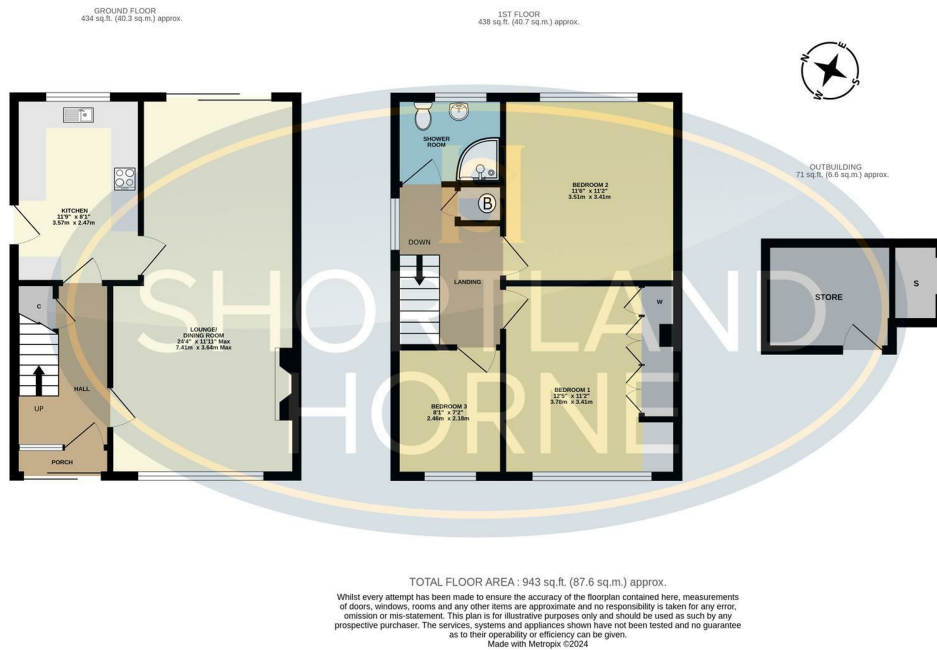 GROUND FLOOR
434 sq.ft. (40.3 sq.m.) approx.
1ST FLOOR
438 sq.ft. (40.7 sq.m.) approx.
N
E
S
W
OUTBUILDING
71 sq.ft. (6.6 sq.m.) approx.
KITCHEN
11'9" x 8'1"
3.57m x 2.47m
C
UP
HALL
PORCH
LOUNGE/
DINING ROOM
24'4" x 11'11" Max
7.41m x 3.64m Max
SHOWER
ROOM
B
DOWN
LANDING
BEDROOM 2
11'6" x 11'2"
3.51m x 3.41m
W
BEDROOM 1
12'5" x 11'2"
3.78m x 3.41m
BEDROOM 3
8'1" x 7'2"
2.46m x 2.18m
STORE
S
SHORTLAND
HORNE
TOTAL FLOOR AREA : 943 sq.ft. (87.6 sq.m.) approx.
Whilst every attempt has been made to ensure the accuracy of the floorplan contained here, measurements
of doors, windows, rooms and any other items are approximate and no responsibility is taken for any error,
omission or mis-statement. This plan is for illustrative purposes only and should be used as such by any
prospective purchaser. The services, systems and appliances shown have not been tested and no guarantee
as to their operability or efficiency can be given.
Made with Metropix ©2024